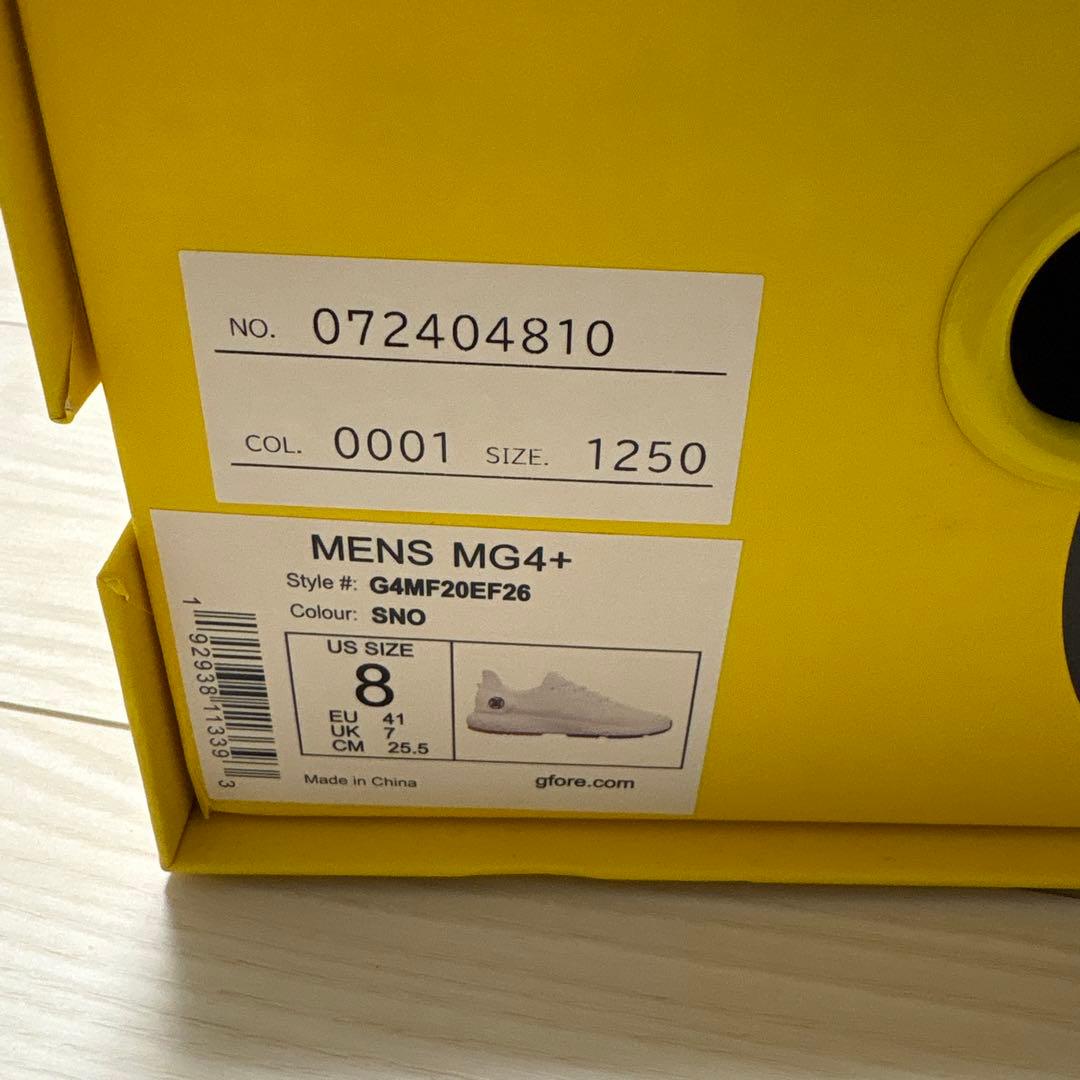 NO. 072404810
COL. 0001 SIZE. 1250
MENS MG4+
Style #: G4MF20EF26
Colour: SNO
US SIZE
8
EU 41
UK 7
CM 25.5
1 92938 11339 3
Made in China
gfore.com